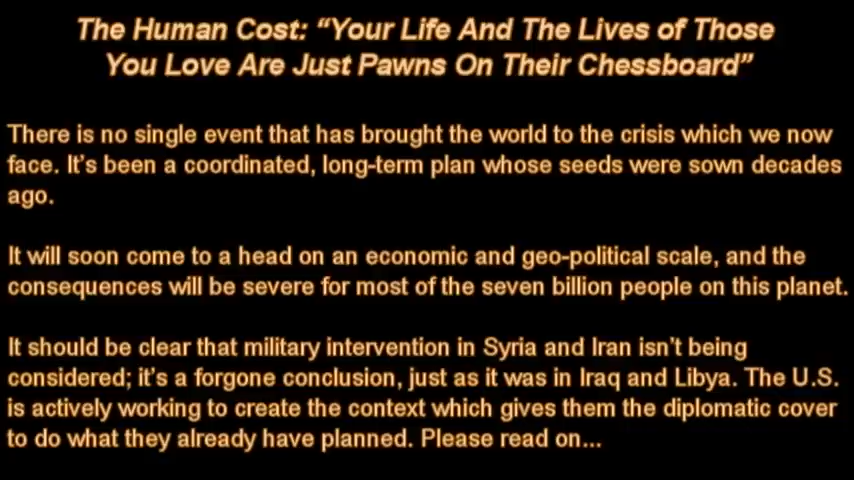 The Human Cost: “Your Life And The Lives of Those
You Love Are Just Pawns On Their Chessboard”
There is no single event that has brought the world to the crisis which we now
face. It’s been a coordinated, long-term plan whose seeds were sown decades
ago.
It will soon come to a head on an economic and geo-political scale, and the
consequences will be severe for most of the seven billion people on this planet.
It should be clear that military intervention in Syria and Iran isn’t being
considered; it’s a forgone conclusion, just as it was in Iraq and Libya. The U.S.
is actively working to create the context which gives them the diplomatic cover
to do what they already have planned. Please read on...